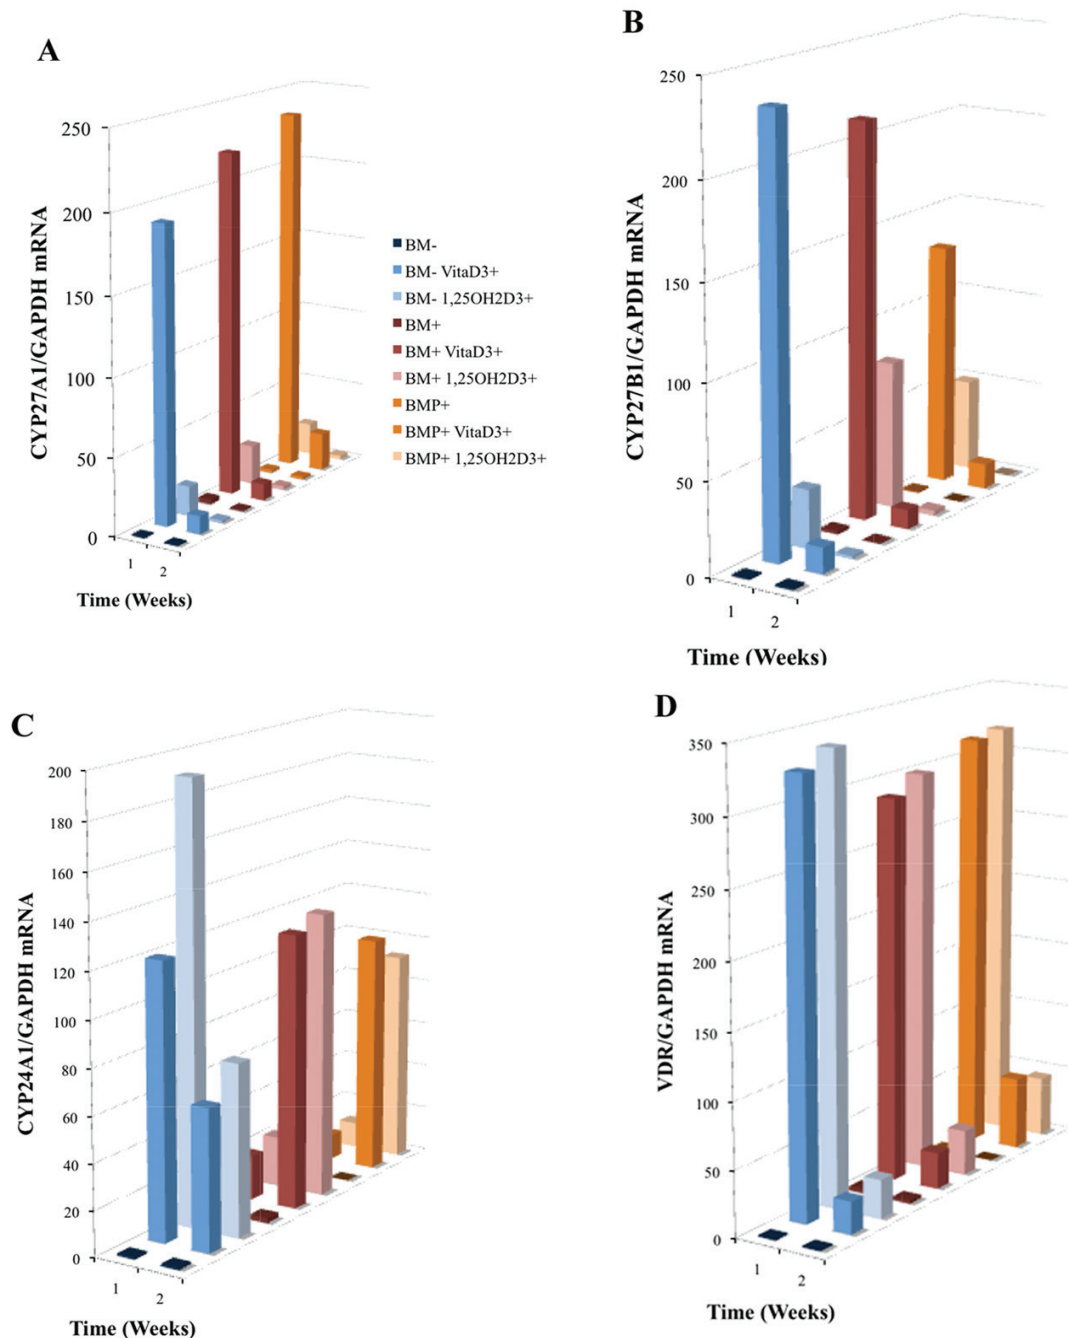 A
CYP27A1/GAPDH mRNA
250
200
150
100
50
0
1
2
Time (Weeks)
BM-
BM- VitaD3+
BM- 1,25OH2D3+
BM+
BM+ VitaD3+
BM+ 1,25OH2D3+
BMP+
BMP+ VitaD3+
BMP+ 1,25OH2D3+
B
CYP27B1/GAPDH mRNA
250
200
150
100
50
0
1
2
Time (Weeks)
C
CYP24A1/GAPDH mRNA
200
180
160
140
120
100
80
60
40
20
0
1
2
Time (Weeks)
D
VDR/GAPDH mRNA
350
300
250
200
150
100
50
0
1
2
Time (Weeks)